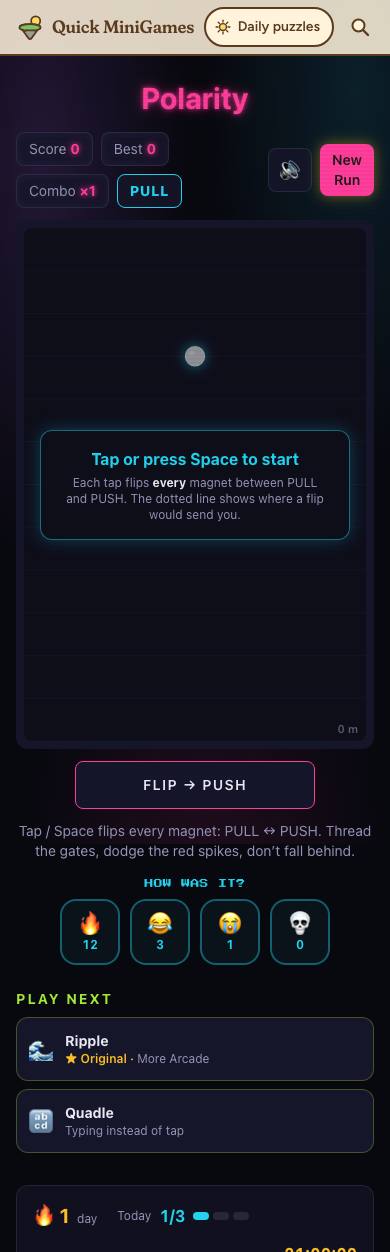 Quick MiniGames
Daily puzzles
Polarity
Score 0
Best 0
Combo ×1
PULL
New
Run
Tap or press Space to start
Each tap flips every magnet between PULL
and PUSH. The dotted line shows where a flip
would send you.
0 m
FLIP → PUSH
Tap / Space flips every magnet: PULL ↔ PUSH. Thread
the gates, dodge the red spikes, don’t fall behind.
HOW WAS IT?
12
3
1
0
PLAY NEXT
Ripple
Original · More Arcade
abcd
Quadle
Typing instead of tap
1 day
Today 1/3